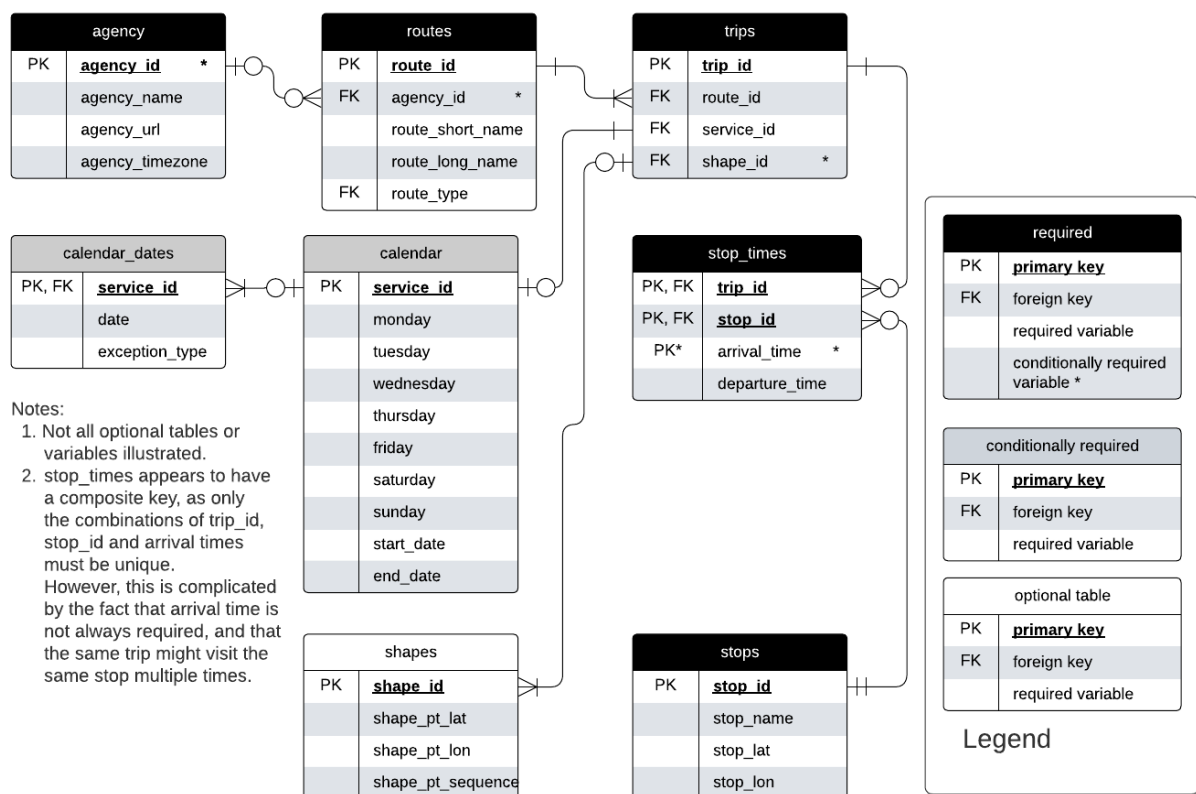 agency
PK agency_id *
agency_name
agency_url
agency_timezone
routes
PK route_id
FK agency_id *
route_short_name
route_long_name
FK route_type
trips
PK trip_id
FK route_id
FK service_id
FK shape_id *
calendar_dates
PK, FK service_id
date
exception_type
calendar
PK service_id
monday
tuesday
wednesday
thursday
friday
saturday
sunday
start_date
end_date
stop_times
PK, FK trip_id
PK, FK stop_id
PK* arrival_time *
departure_time
Notes:
1. Not all optional tables or
variables illustrated.
2. stop_times appears to have
a composite key, as only
the combinations of trip_id,
stop_id and arrival times
must be unique.
However, this is complicated
by the fact that arrival time is
not always required, and that
the same trip might visit the
same stop multiple times.
shapes
PK shape_id
shape_pt_lat
shape_pt_lon
shape_pt_sequence
stops
PK stop_id
stop_name
stop_lat
stop_lon
required
PK primary key
FK foreign key
required variable
conditionally required
variable *
conditionally required
PK primary key
FK foreign key
required variable
optional table
PK primary key
FK foreign key
required variable
Legend